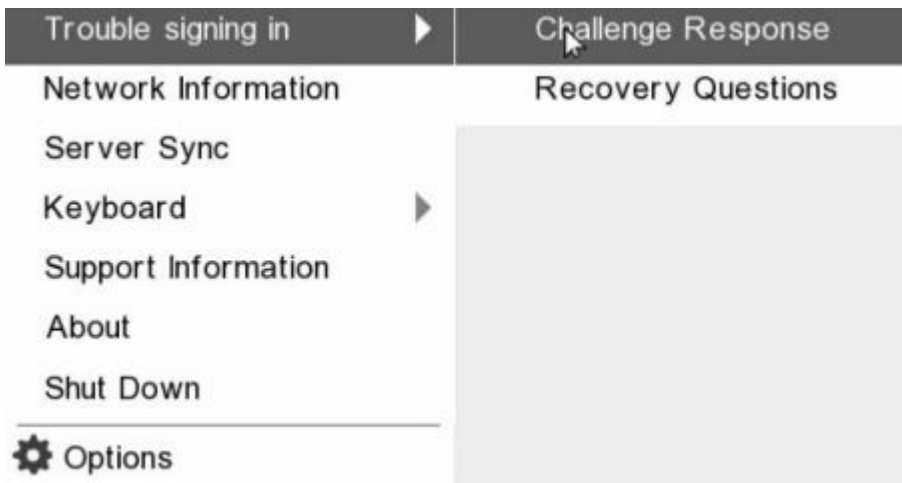 Trouble signing in
Challenge Response
Network Information
Recovery Questions
Server Sync
Keyboard
Support Information
About
Shut Down
Options